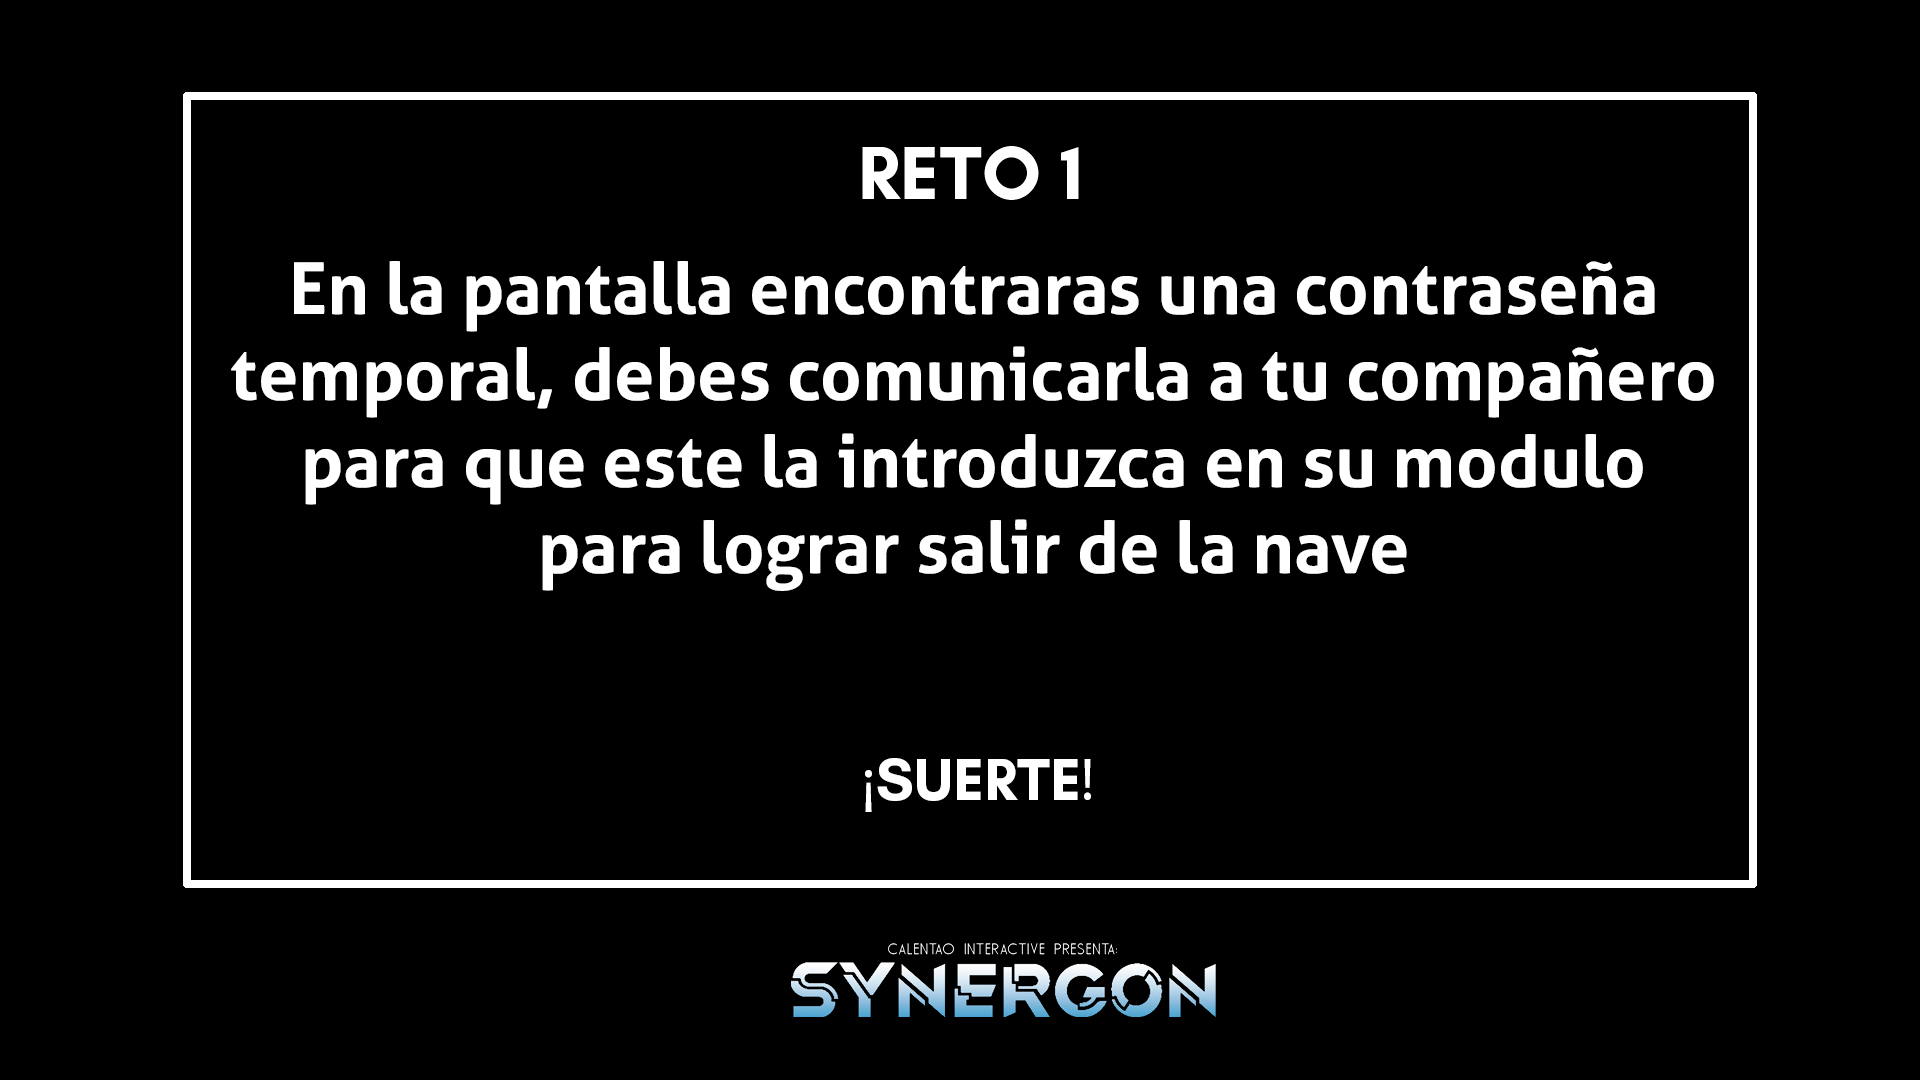 RETO 1
En la pantalla encontraras una contraseña
temporal, debes comunicarla a tu compañero
para que este la introduzca en su modulo
para lograr salir de la nave
¡SUERTE!
CALENTAO INTERACTIVE PRESENTA:
SYNERGON